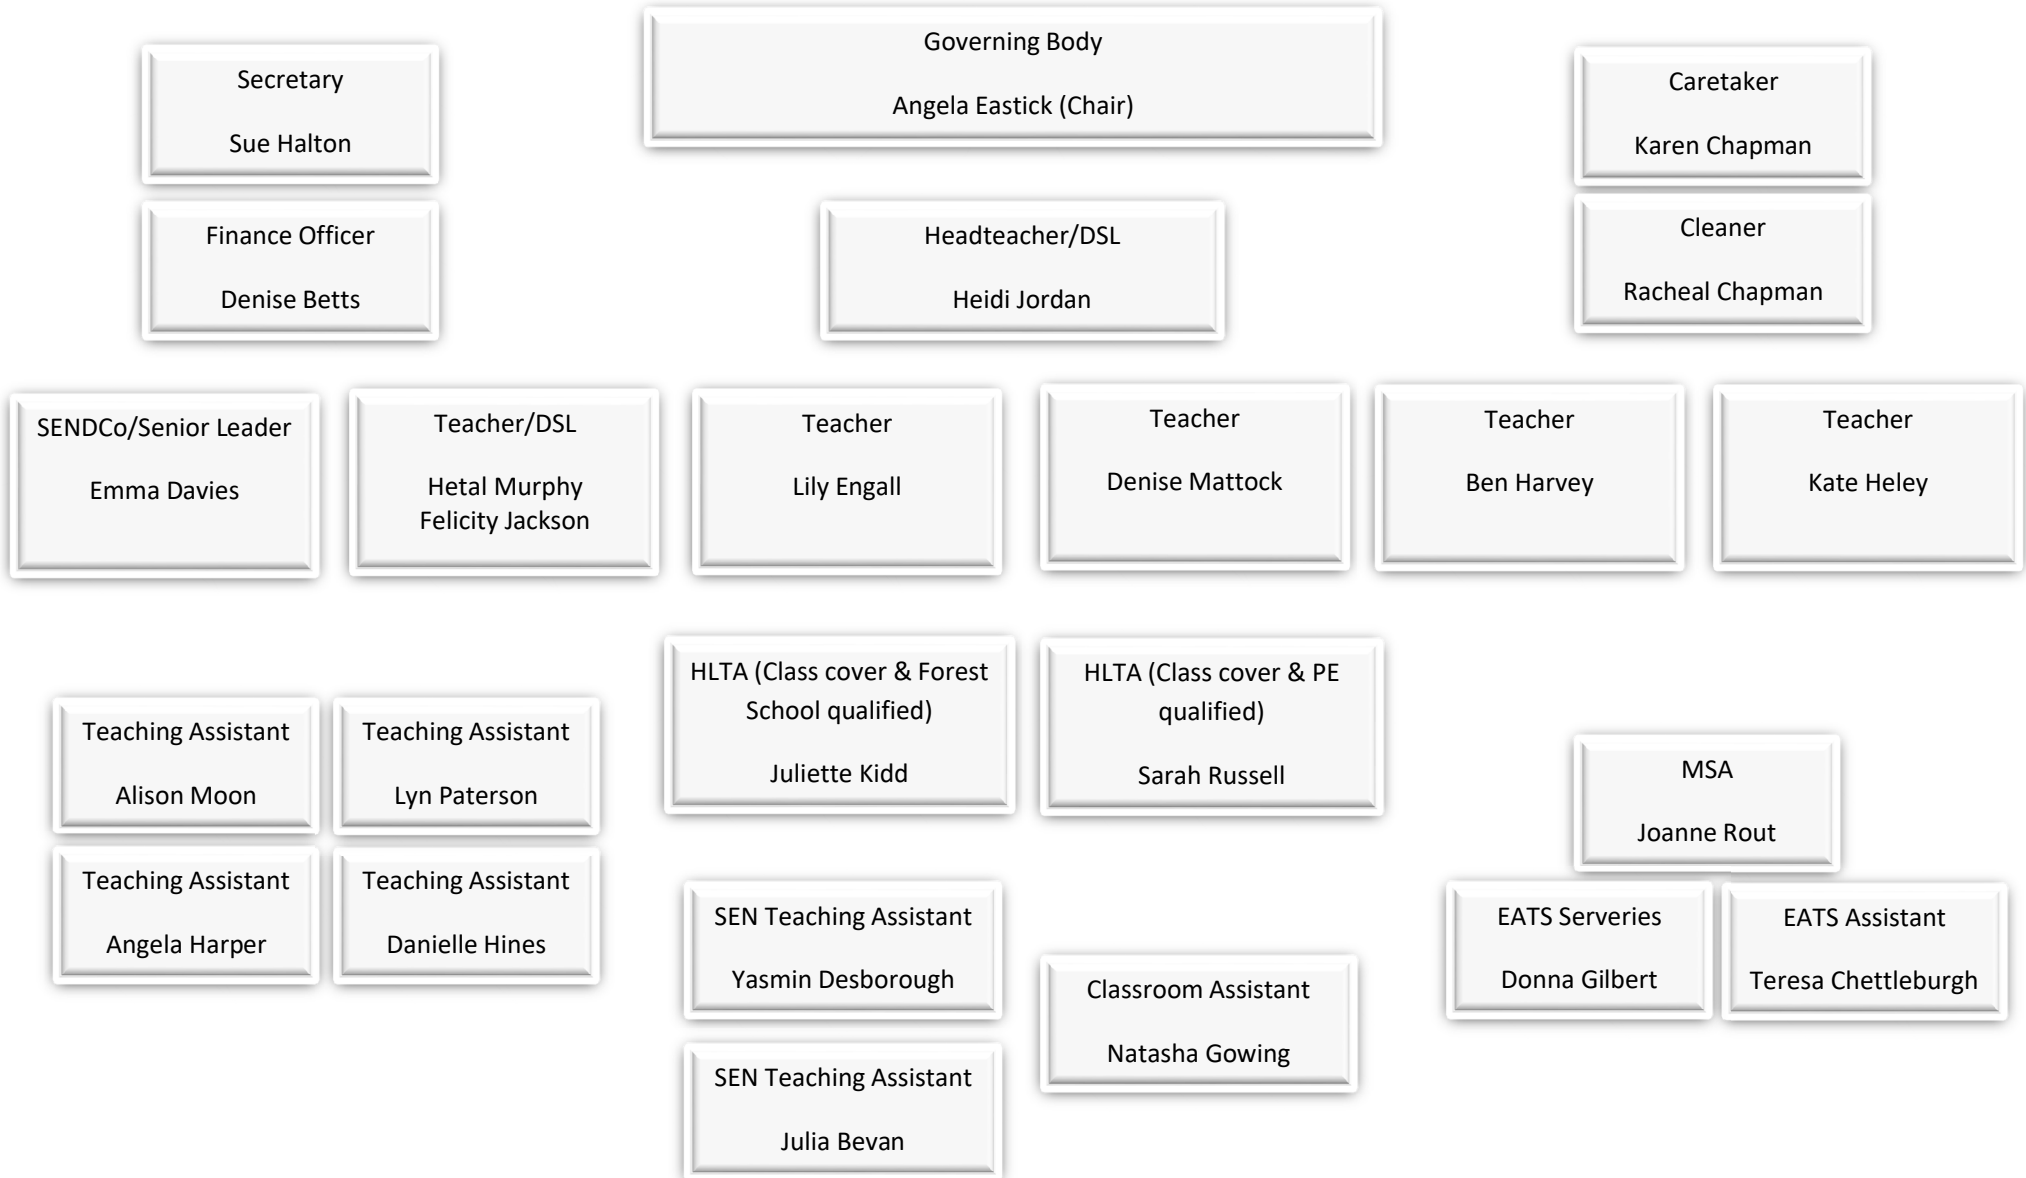 Governing Body
Angela Eastick (Chair)
Secretary
Sue Halton
Caretaker
Karen Chapman
Finance Officer
Denise Betts
Headteacher/DSL
Heidi Jordan
Cleaner
Racheal Chapman
SENDCo/Senior Leader
Emma Davies
Teacher/DSL
Hetal Murphy
Felicity Jackson
Teacher
Lily Engall
Teacher
Denise Mattock
Teacher
Ben Harvey
Teacher
Kate Heley
HLTA (Class cover & Forest
School qualified)
Juliette Kidd
HLTA (Class cover & PE
qualified)
Sarah Russell
Teaching Assistant
Alison Moon
Teaching Assistant
Lyn Paterson
MSA
Joanne Rout
Teaching Assistant
Angela Harper
Teaching Assistant
Danielle Hines
SEN Teaching Assistant
Yasmin Desborough
EATS Serveries
Donna Gilbert
EATS Assistant
Teresa Chettleburgh
Classroom Assistant
Natasha Gowing
SEN Teaching Assistant
Julia Bevan